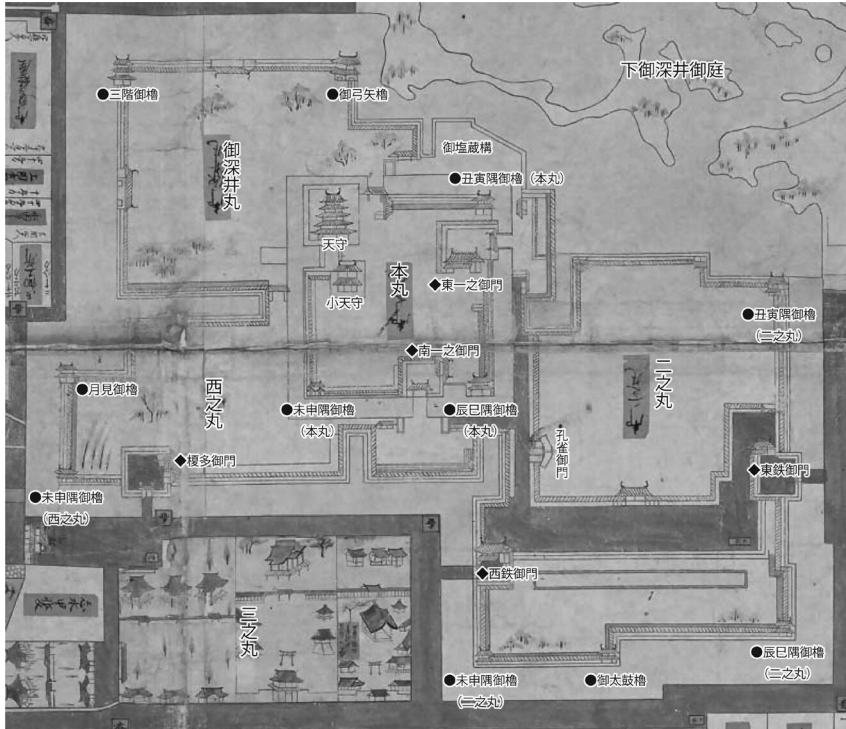 下御深井御庭
●三階御櫓
●御弓矢櫓
御深井丸
御塩蔵構
●丑寅隅御櫓（本丸）
天守
本丸
◆東一之御門
小天守
●丑寅隅御櫓
（二之丸）
◆南一之御門
二之丸
西之丸
●月見御櫓
●未申隅御櫓
（本丸）
●辰巳隅御櫓
（本丸）
孔雀御門
◆榎多御門
◆東鉄御門
●未申隅御櫓
（西之丸）
◆西鉄御門
三之丸
●辰巳隅御櫓
（二之丸）
●未申隅御櫓
（二之丸）
●御太鼓櫓